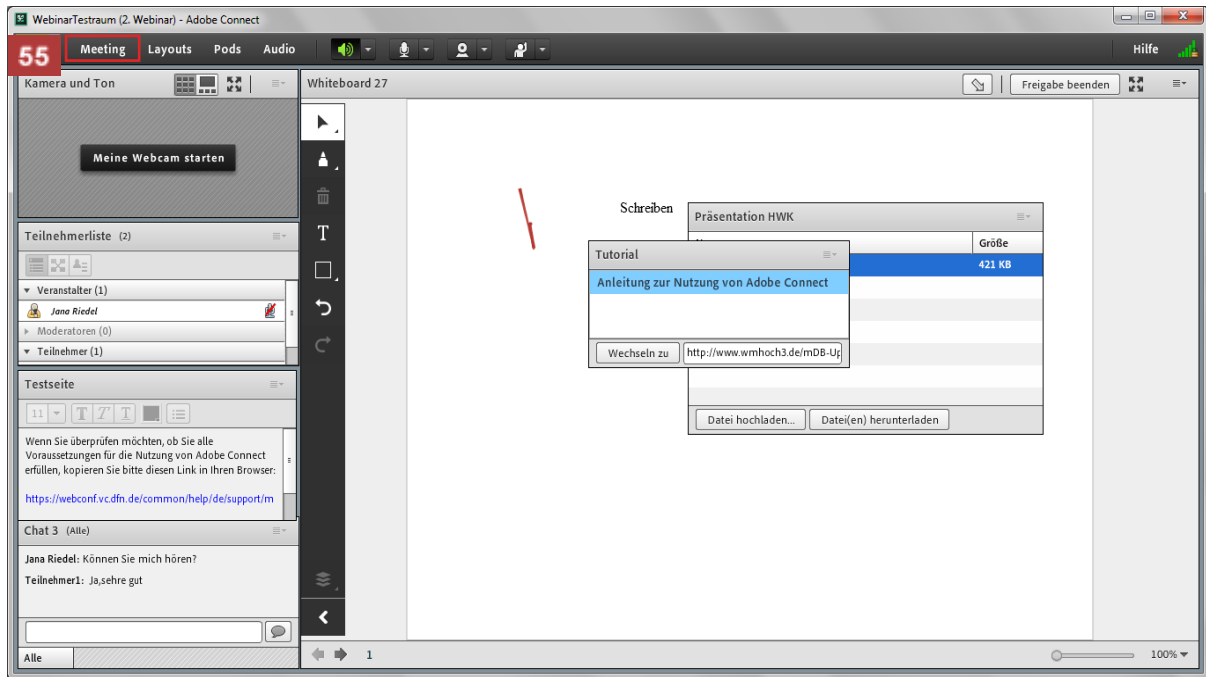 WebinarTestraum (2. Webinar) - Adobe Connect
55
Meeting Layouts Pods Audio
Hilfe
Kamera und Ton
Meine Webcam starten
Teilnehmerliste (2)
Veranstalter (1)
Jana Riedel
Moderatoren (0)
Teilnehmer (1)
Testseite
11 T T T
Wenn Sie überprüfen möchten, ob Sie alle
Voraussetzungen für die Nutzung von Adobe Connect
erfüllen, kopieren Sie bitte diesen Link in Ihren Browser:
https://webconf.vc.dfn.de/common/help/de/support/m
Chat 3 (Alle)
Jana Riedel: Können Sie mich hören?
Teilnehmer1: Ja,sehre gut
Alle
Whiteboard 27
Freigabe beenden
T
Schreiben
Präsentation HWK
Größe
421 KB
Tutorial
Anleitung zur Nutzung von Adobe Connect
Wechseln zu http://www.wmhoch3.de/mDB-Up
Datei hochladen... Datei(en) herunterladen
1
100%